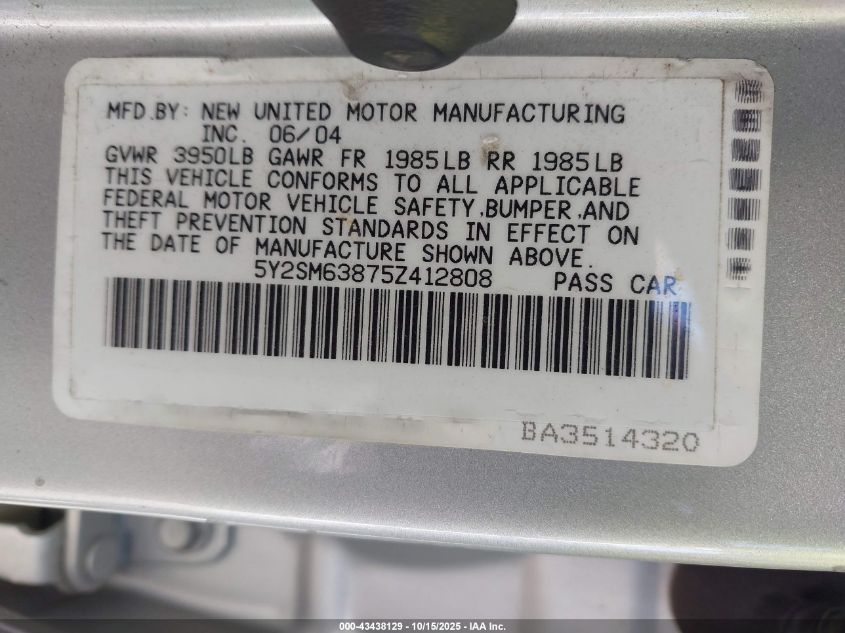 MFD.BY: NEW UNITED MOTOR MANUFACTURING
INC. 06/04
GVWR 3950LB GAWR FR 1985LB RR 1985LB
THIS VEHICLE CONFORMS TO ALL APPLICABLE
FEDERAL MOTOR VEHICLE SAFETY,BUMPER,AND
THEFT PREVENTION STANDARDS IN EFFECT ON
THE DATE OF MANUFACTURE SHOWN ABOVE.
5Y2SM63875Z412808 PASS CAR
BA3514320
000-43438129 - 10/15/2025 - IAA Inc.